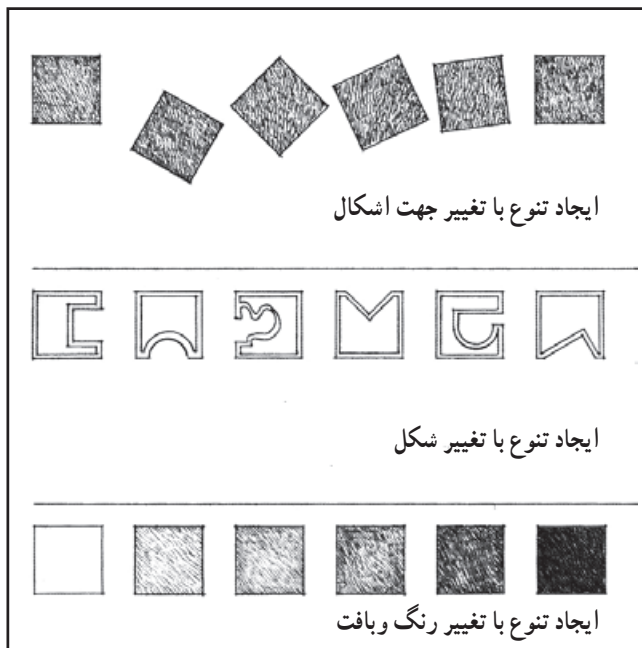 ایجاد تنوع با تغییر جهت اشکال
ایجاد تنوع با تغییر شکل
ایجاد تنوع با تغییر رنگ وبافت